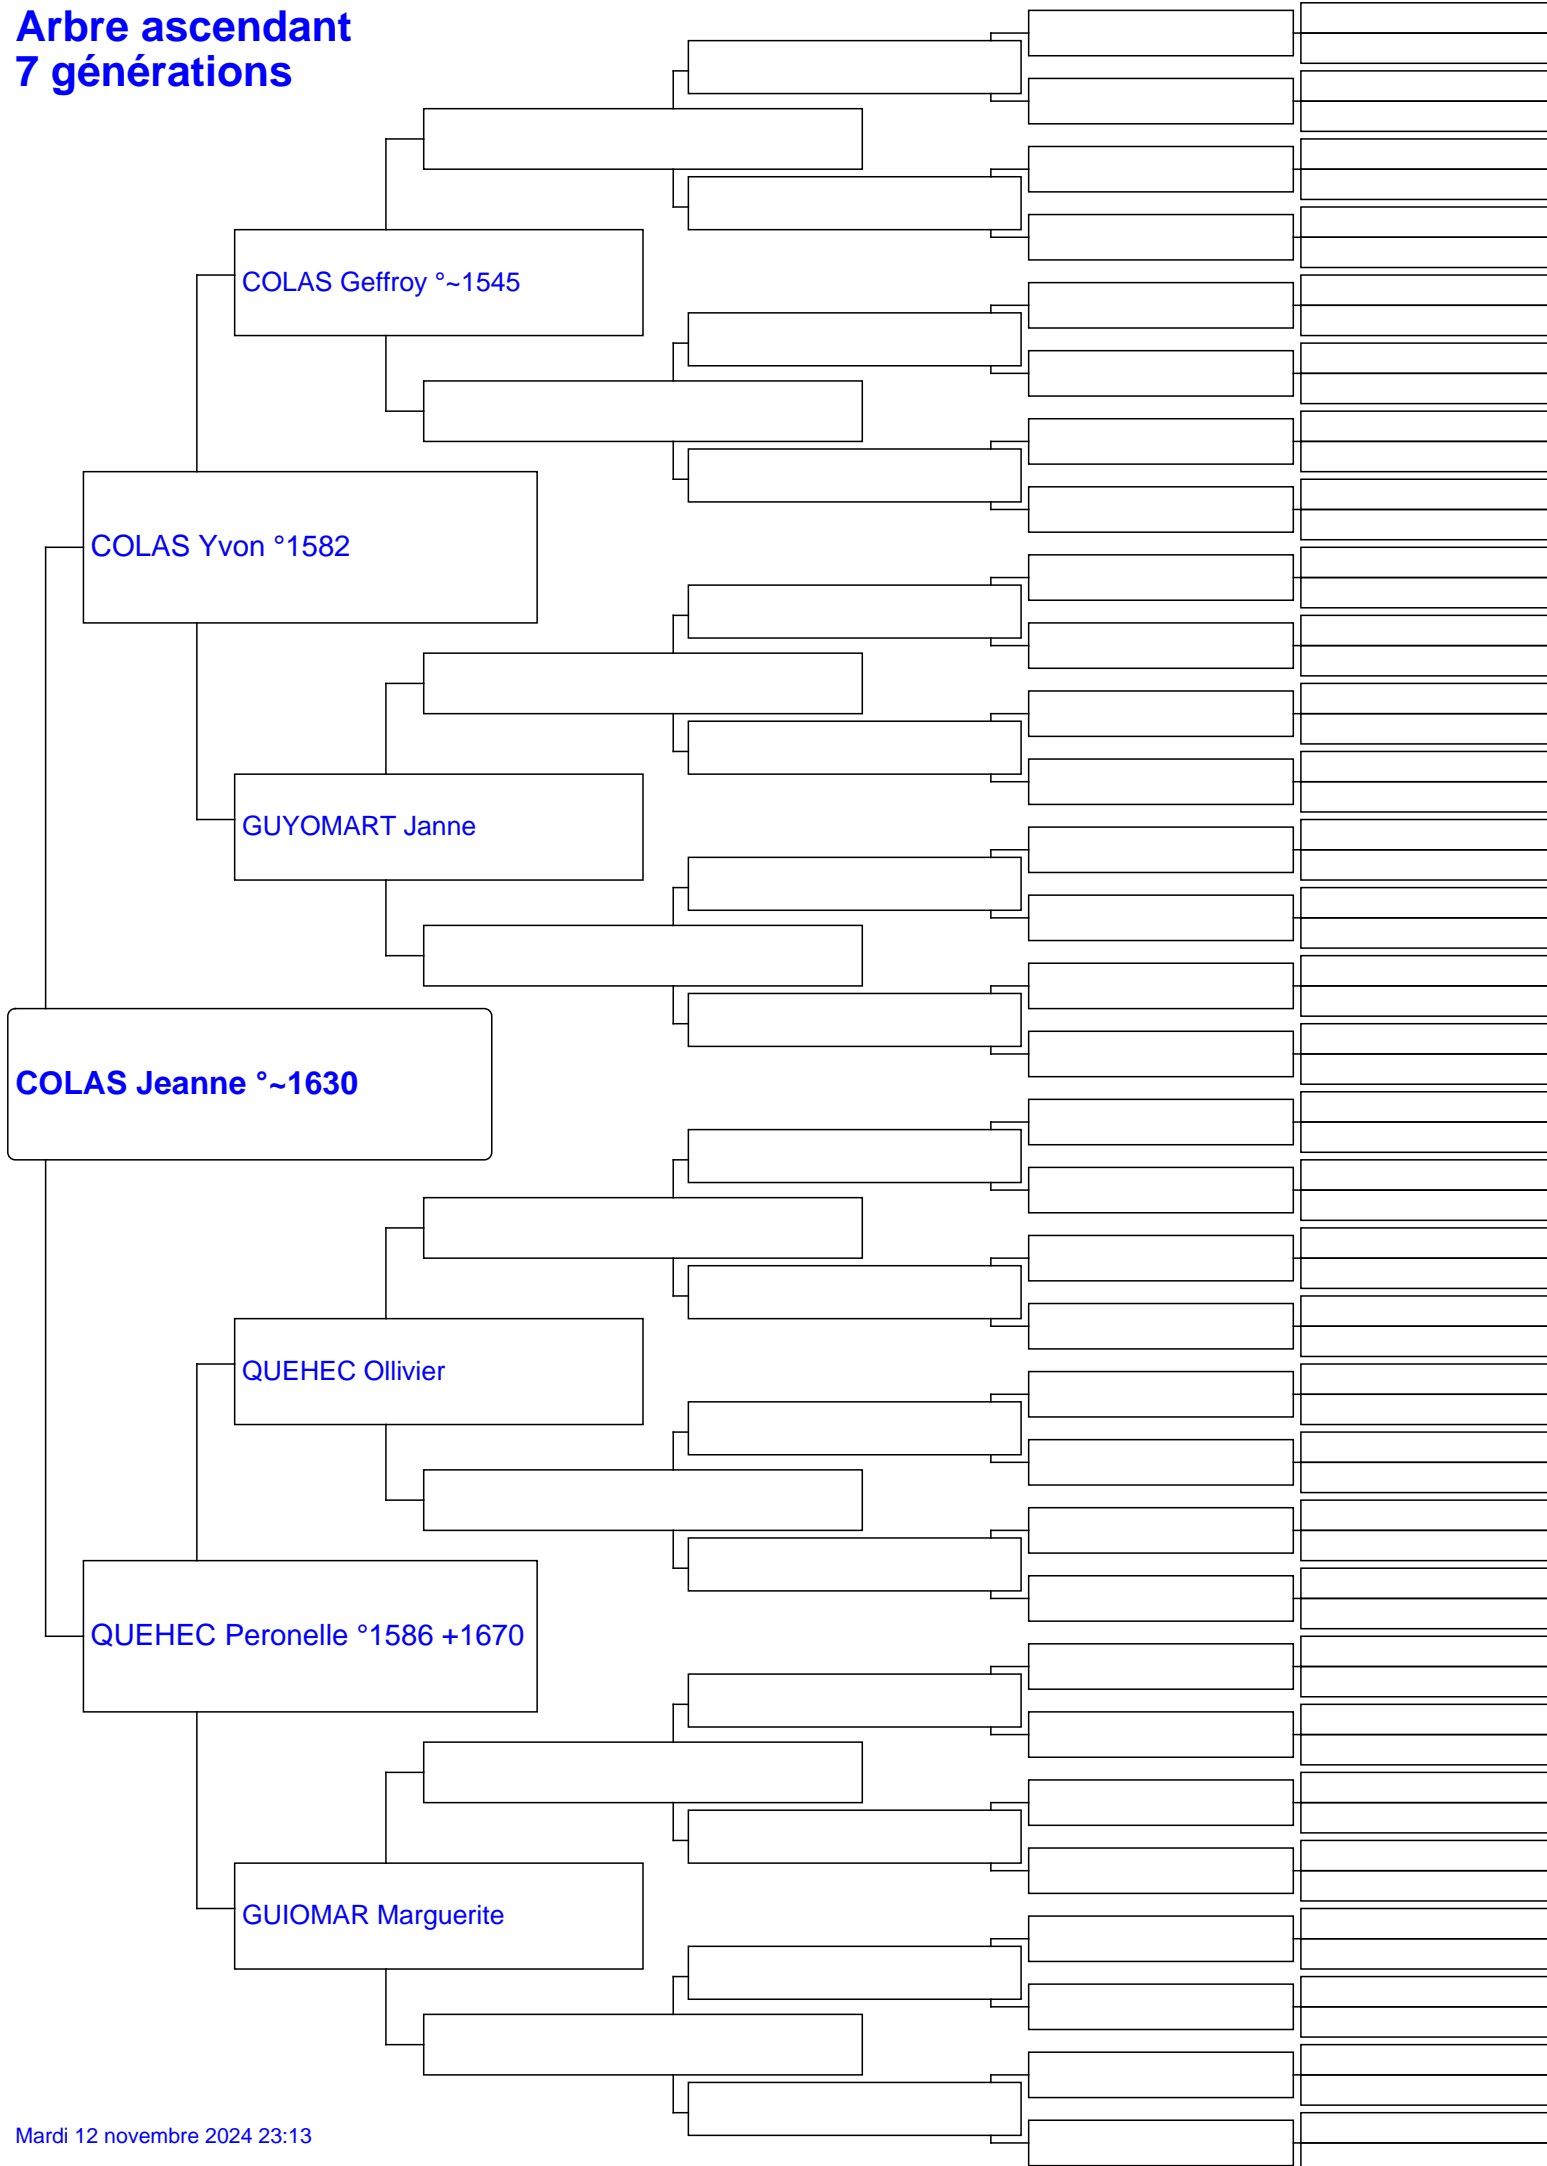 Arbre ascendant
7 générations
COLAS Geffroy °~1545
COLAS Yvon °1582
GUYOMART Janne
COLAS Jeanne °~1630
QUEHEC Ollivier
QUEHEC Peronelle °1586 +1670
GUIOMAR Marguerite
Mardi 12 novembre 2024 23:13